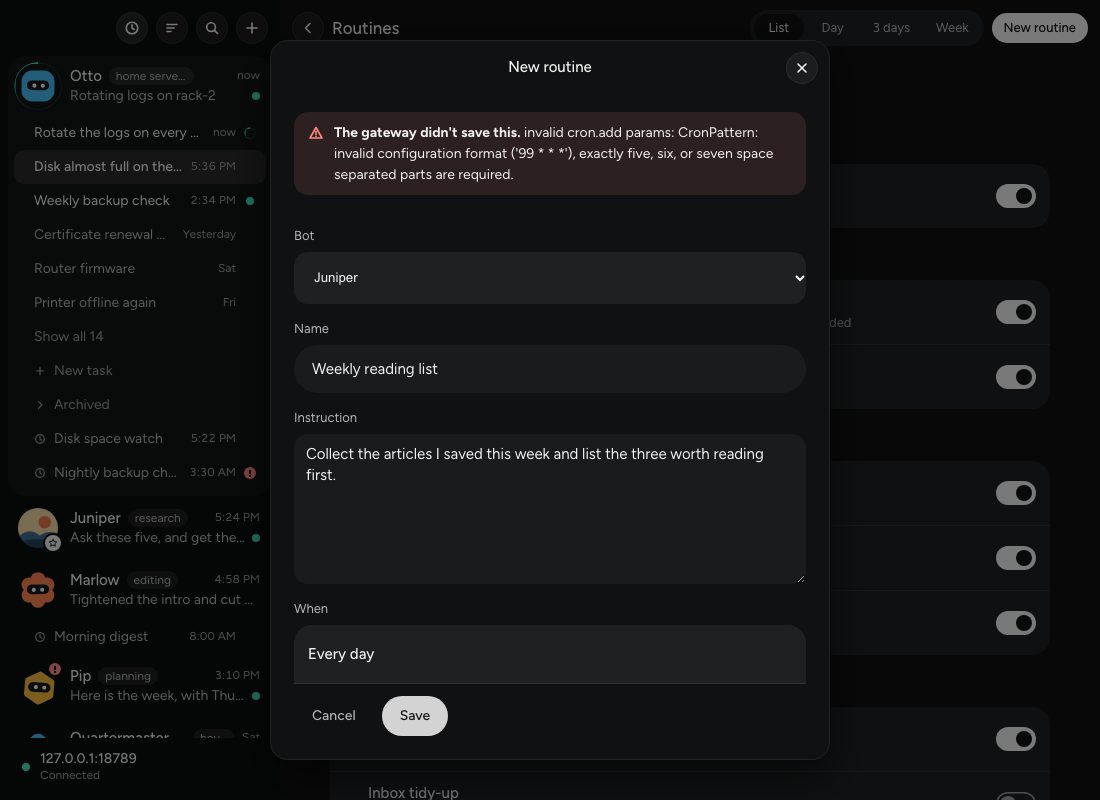 Routines
List
Day
3 days
Week
New routine
Otto
home serve...
now
Rotating logs on rack-2
Rotate the logs on every ...
now
Disk almost full on the...
5:36 PM
Weekly backup check
2:34 PM
Certificate renewal ...
Yesterday
Router firmware
Sat
Printer offline again
Fri
Show all 14
New task
Archived
Disk space watch
5:22 PM
Nightly backup ch...
3:30 AM
Juniper
research
5:24 PM
Ask these five, and get the...
Marlow
editing
4:58 PM
Tightened the intro and cut ...
Morning digest
8:00 AM
Pip
planning
3:10 PM
Here is the week, with Thu...
Quartermaster
Sat
127.0.0.1:18789
Connected
New routine
The gateway didn't save this. invalid cron.add params: CronPattern:
invalid configuration format ('99 * * *'), exactly five, six, or seven space
separated parts are required.
Bot
Juniper
Name
Weekly reading list
Instruction
Collect the articles I saved this week and list the three worth reading
first.
When
Every day
Cancel
Save
Inbox tidy-up